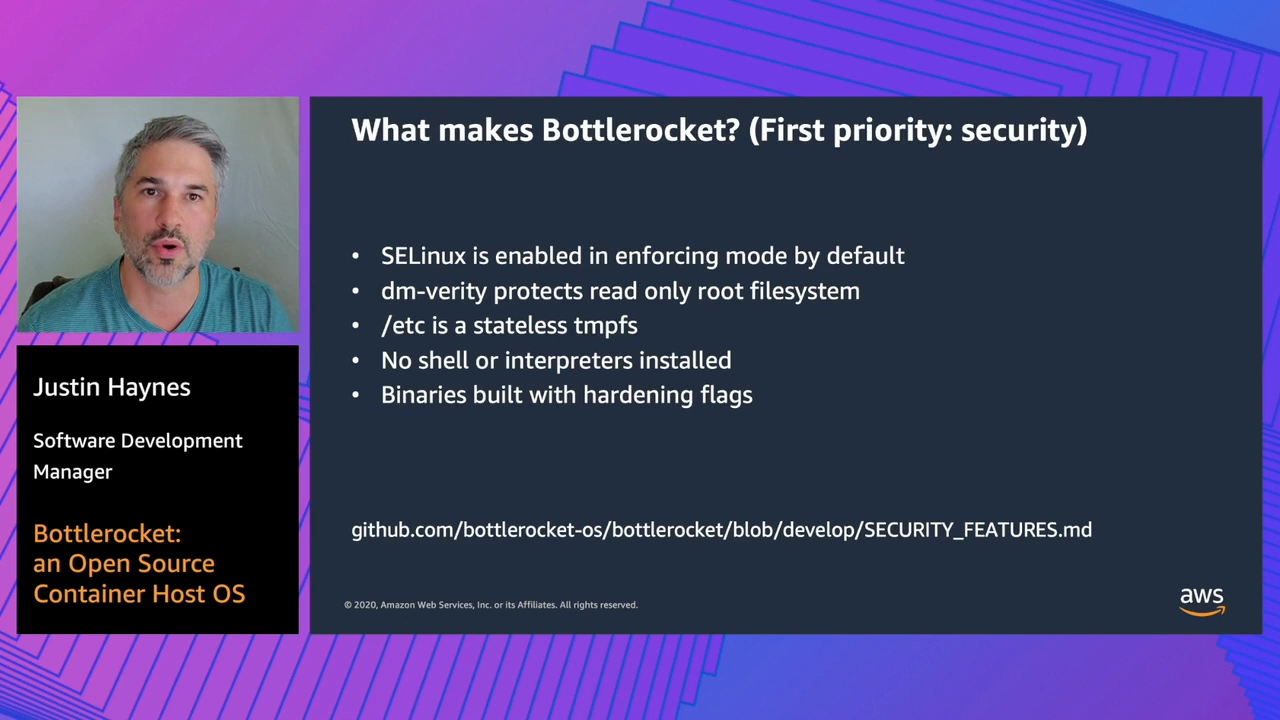 What makes Bottlerocket? (First priority: security)
• SELinux is enabled in enforcing mode by default
• dm-verity protects read only root filesystem
• /etc is a stateless tmpfs
• No shell or interpreters installed
• Binaries built with hardening flags
github.com/bottlerocket-os/bottlerocket/blob/develop/SECURITY_FEATURES.md
© 2020, Amazon Web Services, Inc. or its Affiliates. All rights reserved.
aws
Justin Haynes
Software Development
Manager
Bottlerocket:
an Open Source
Container Host OS